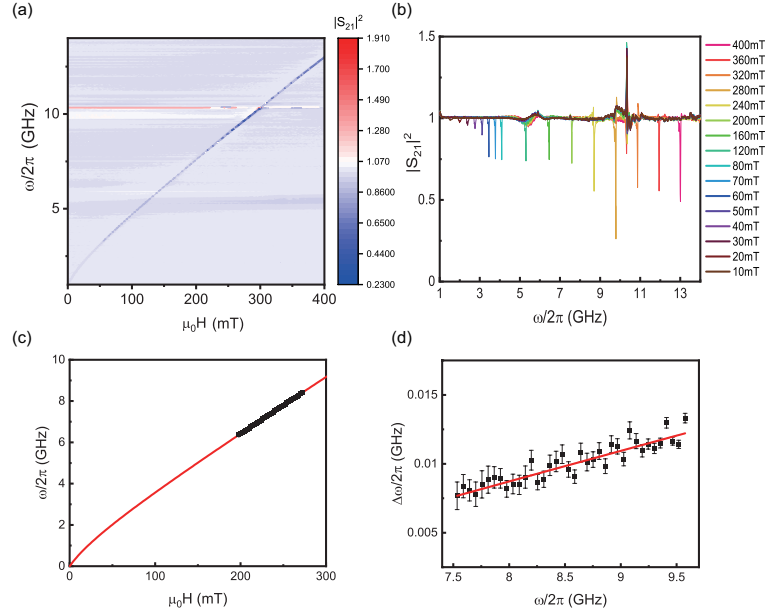 (a)
|S21|²
1.910
1.700
1.490
1.280
1.070
0.8600
0.6500
0.4400
0.2300
10
5
ω/2π (GHz)
0
100
200
300
400
μ0H (mT)
(b)
1.5
1
0.5
0
|S21|²
1
3
5
7
9
11
13
ω/2π (GHz)
400mT
360mT
320mT
280mT
240mT
200mT
160mT
120mT
80mT
70mT
60mT
50mT
40mT
30mT
20mT
10mT
(c)
10
8
6
4
2
0
ω/2π (GHz)
0
100
200
300
μ0H (mT)
(d)
0.015
0.010
0.005
Δω/2π (GHz)
7.5
8
8.5
9
9.5
ω/2π (GHz)